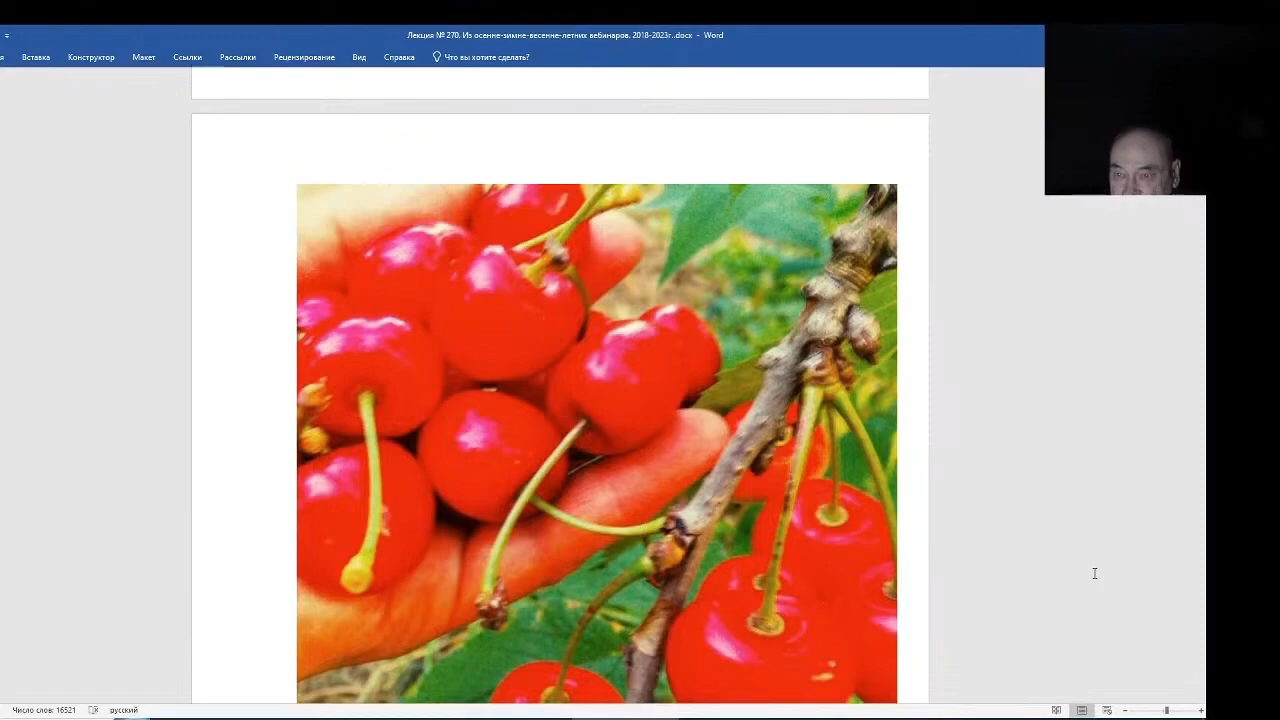 Лекция № 270. Из осенне-зимне-весенне-летних вебинаров. 2018-2023г..docx - Word
я Вставка Конструктор Макет Ссылки Рассылки Рецензирование Вид Справка Что вы хотите сделать?
Число слов: 16521 русский